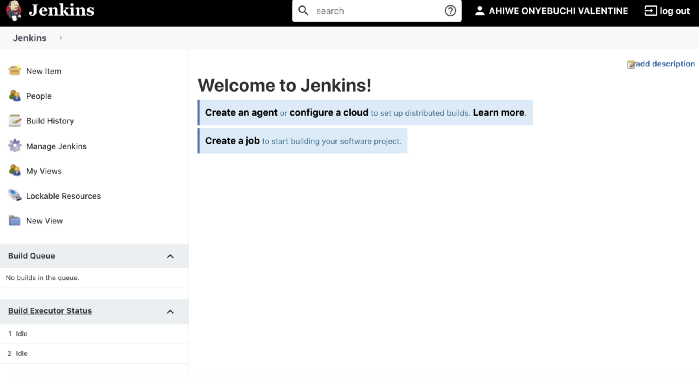 Jenkins
search
AHIWE ONYEBUCHI VALENTINE
log out
Jenkins
New Item
People
Build History
Manage Jenkins
My Views
Lockable Resources
New View
Build Queue
No builds in the queue.
Build Executor Status
1 Idle
2 Idle
add description
Welcome to Jenkins!
Create an agent or configure a cloud to set up distributed builds. Learn more.
Create a job to start building your software project.